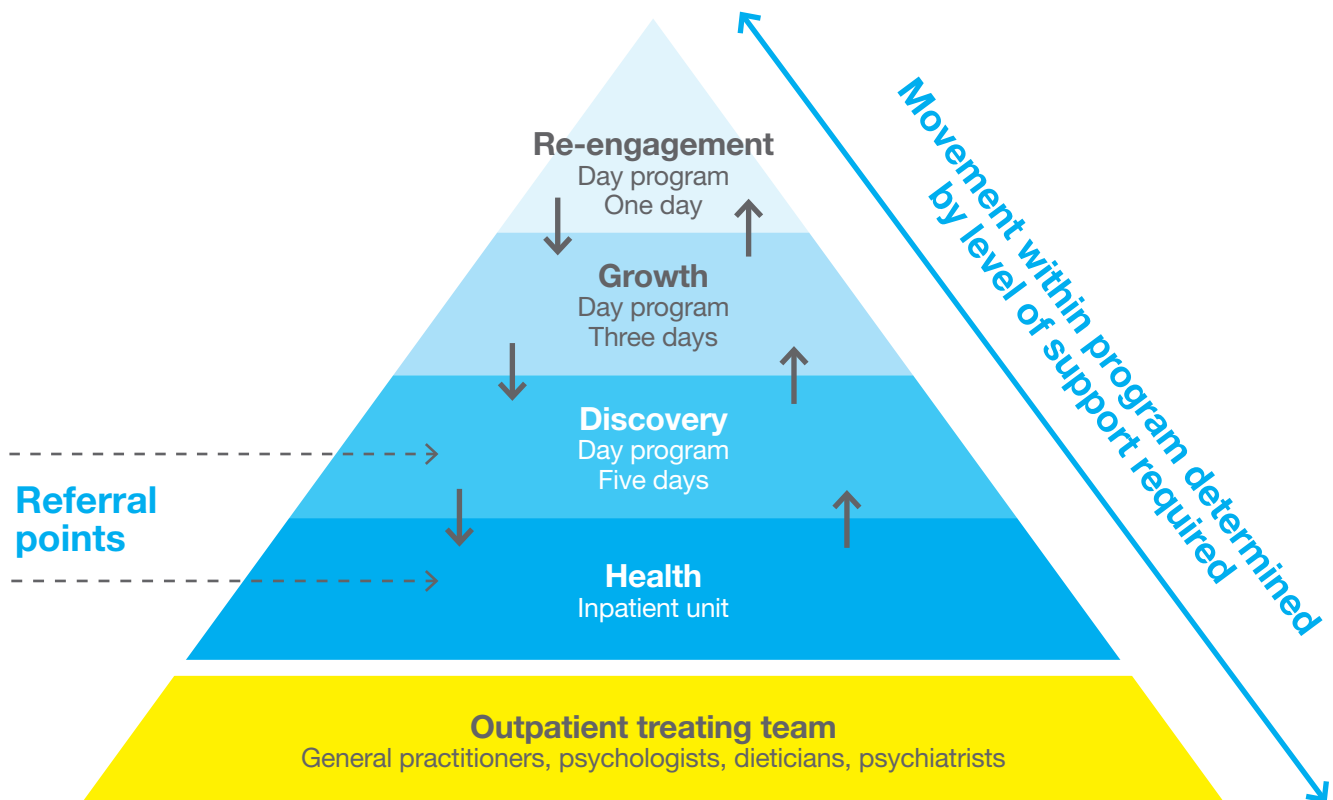 Re-engagement
Day program
One day
Growth
Day program
Three days
Discovery
Day program
Five days
Health
Inpatient unit
Outpatient treating team
General practitioners, psychologists, dieticians, psychiatrists
Referral
points
Movement within program determined
by level of support required